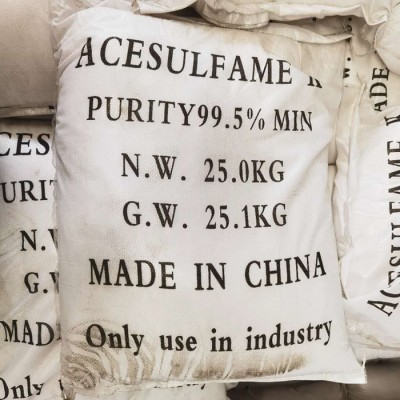 ACESULFAME K
PURITY99.5% MIN
N.W. 25.0KG
G.W. 25.1KG
MADE IN CHINA
Only use in industry